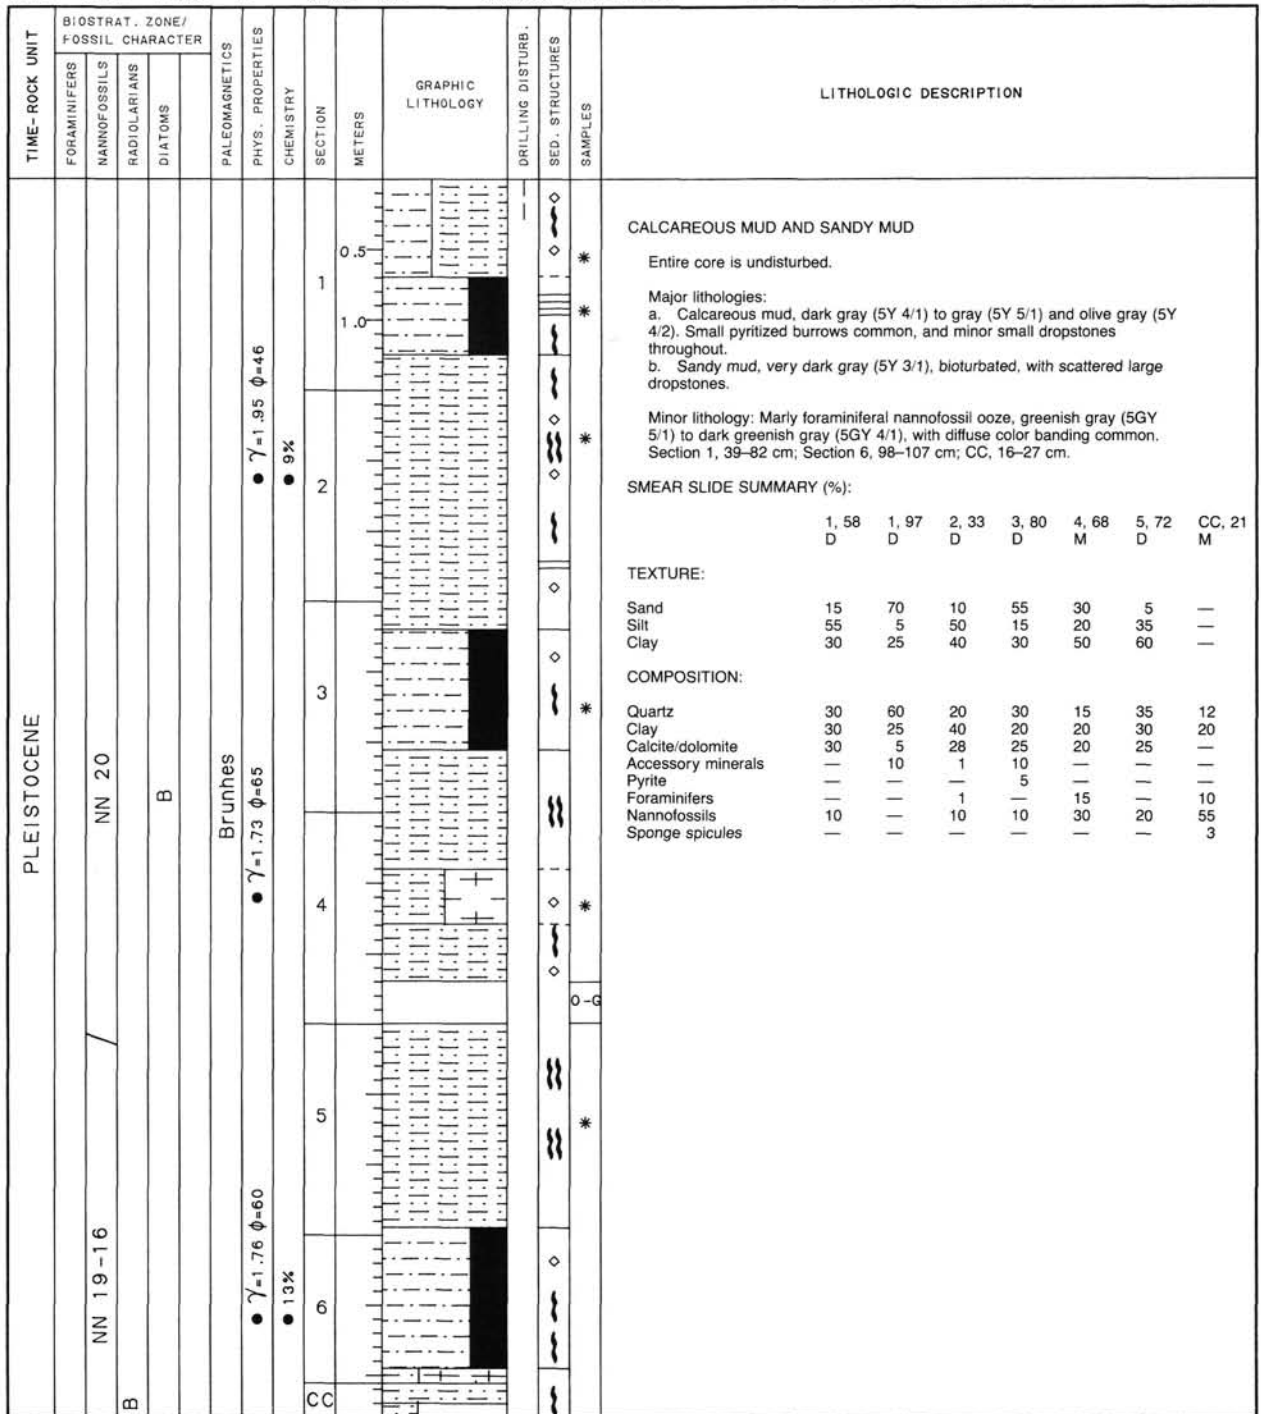 TIME-ROCK UNIT
BIOSTRAT. ZONE/
FOSSIL CHARACTER
FORAMINIFERS
NANNOFOSSILS
RADIOLARIANS
DIATOMS
PALEOMAGNETICS
PHYS. PROPERTIES
CHEMISTRY
SECTION
METERS
GRAPHIC
LITHOLOGY
DRILLING DISTURB.
SED. STRUCTURES
SAMPLES
LITHOLOGIC DESCRIPTION
PLEISTOCENE
NN 20
NN 19-16
B
B
Brunhes
γ=1.95 φ=46
γ=1.73 φ=65
γ=1.76 φ=60
9%
13%
1
2
3
4
5
6
CC
0.5
1.0
* 
*
*
*
*
O-G
*
CALCAREOUS MUD AND SANDY MUD
Entire core is undisturbed.
Major lithologies:
a. Calcareous mud, dark gray (5Y 4/1) to gray (5Y 5/1) and olive gray (5Y
4/2). Small pyritized burrows common, and minor small dropstones
throughout.
b. Sandy mud, very dark gray (5Y 3/1), bioturbated, with scattered large
dropstones.
Minor lithology: Marly foraminiferal nannofossil ooze, greenish gray (5GY
5/1) to dark greenish gray (5GY 4/1), with diffuse color banding common.
Section 1, 39–82 cm; Section 6, 98–107 cm; CC, 16–27 cm.
SMEAR SLIDE SUMMARY (%):
1, 58 1, 97 2, 33 3, 80 4, 68 5, 72 CC, 21
D D D D M D M
TEXTURE:
Sand 15 70 10 55 30 5 —
Silt 55 5 50 15 20 35 —
Clay 30 25 40 30 50 60 —
COMPOSITION:
Quartz 30 60 20 30 15 35 12
Clay 30 25 40 20 20 30 20
Calcite/dolomite 30 5 28 25 20 25 —
Accessory minerals — 10 1 10 — — —
Pyrite — — — 5 — — —
Foraminifers — — 1 — 15 — 10
Nannofossils 10 — 10 10 30 20 55
Sponge spicules — — — — — — 3